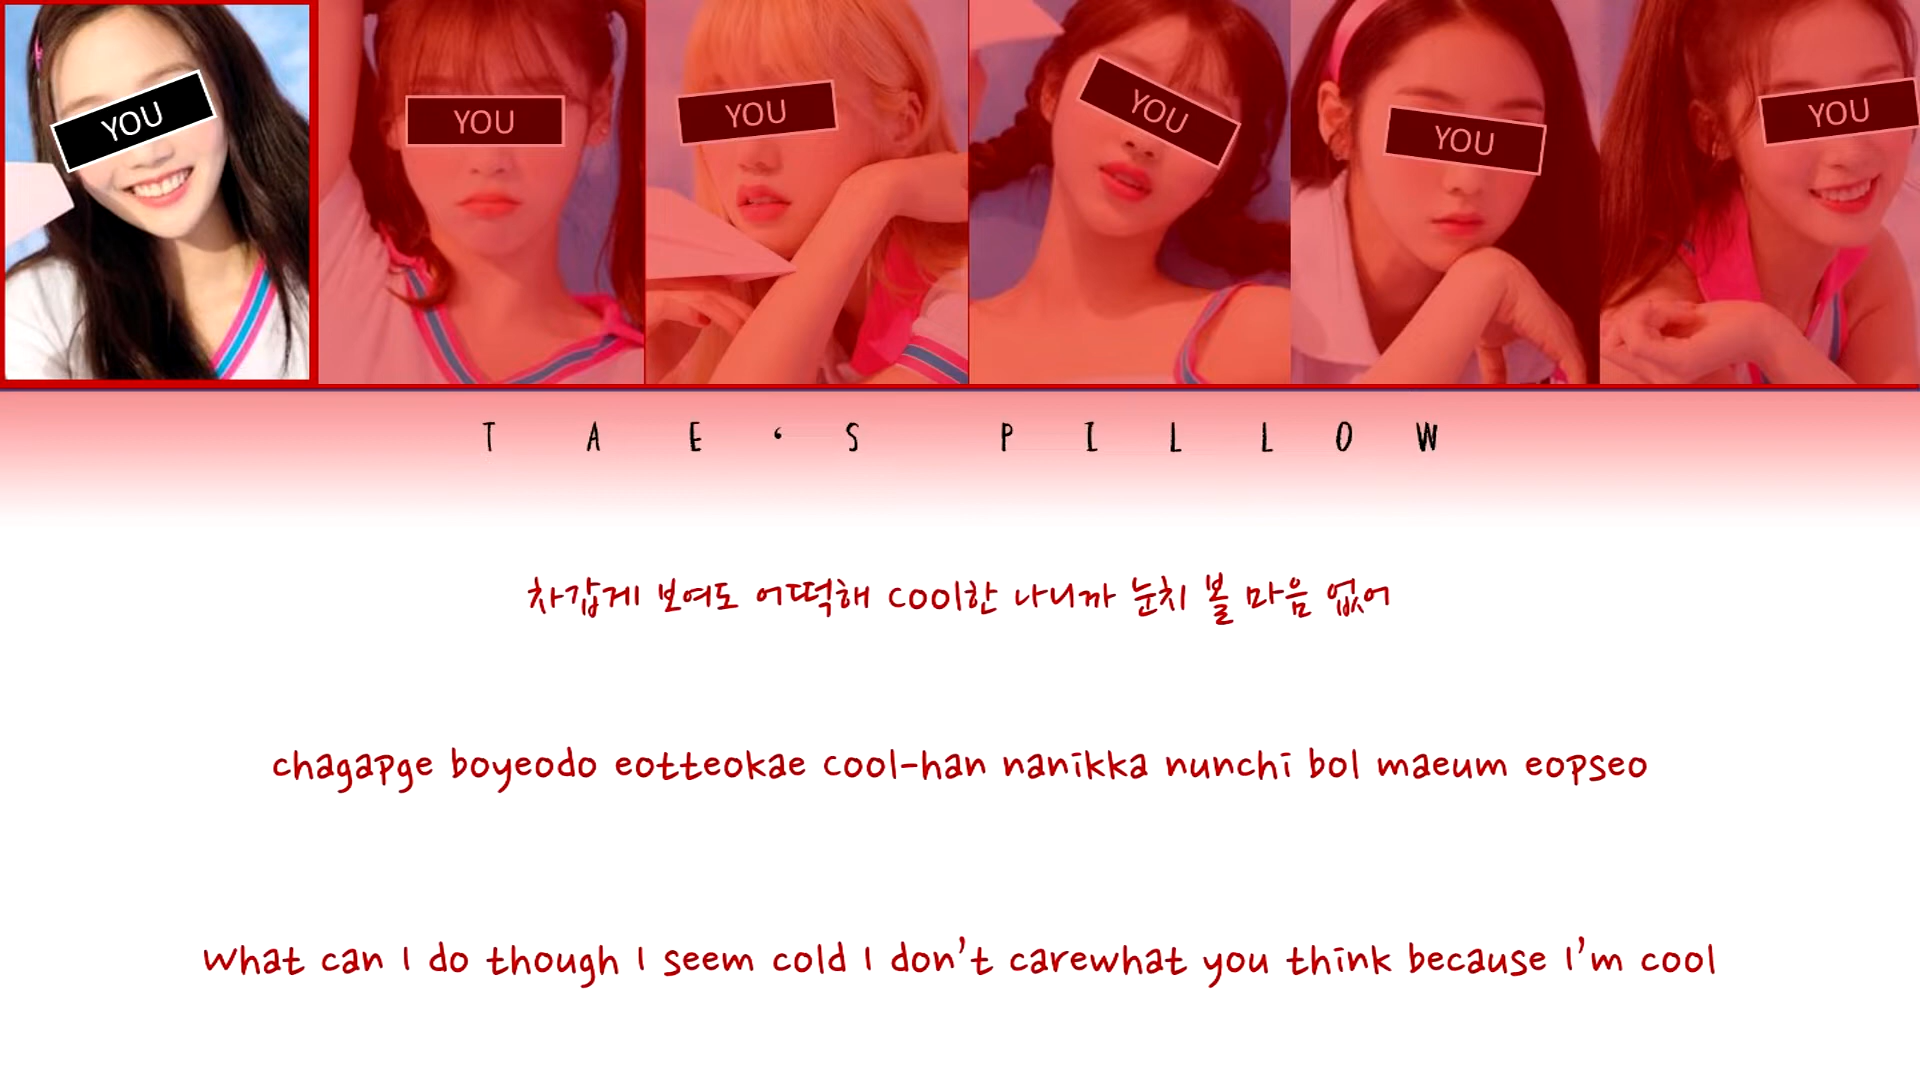 YOU YOU YOU YOU YOU YOU
TAE‘S PILLOW
차갑게 보여도 어떡해 cool한 나니까 눈치 볼 마음 없어
chagapge boyeodo eotteokae cool-han nanikka nunchi bol maeum eopseo
What can I do though I seem cold I don't carewhat you think because I'm cool